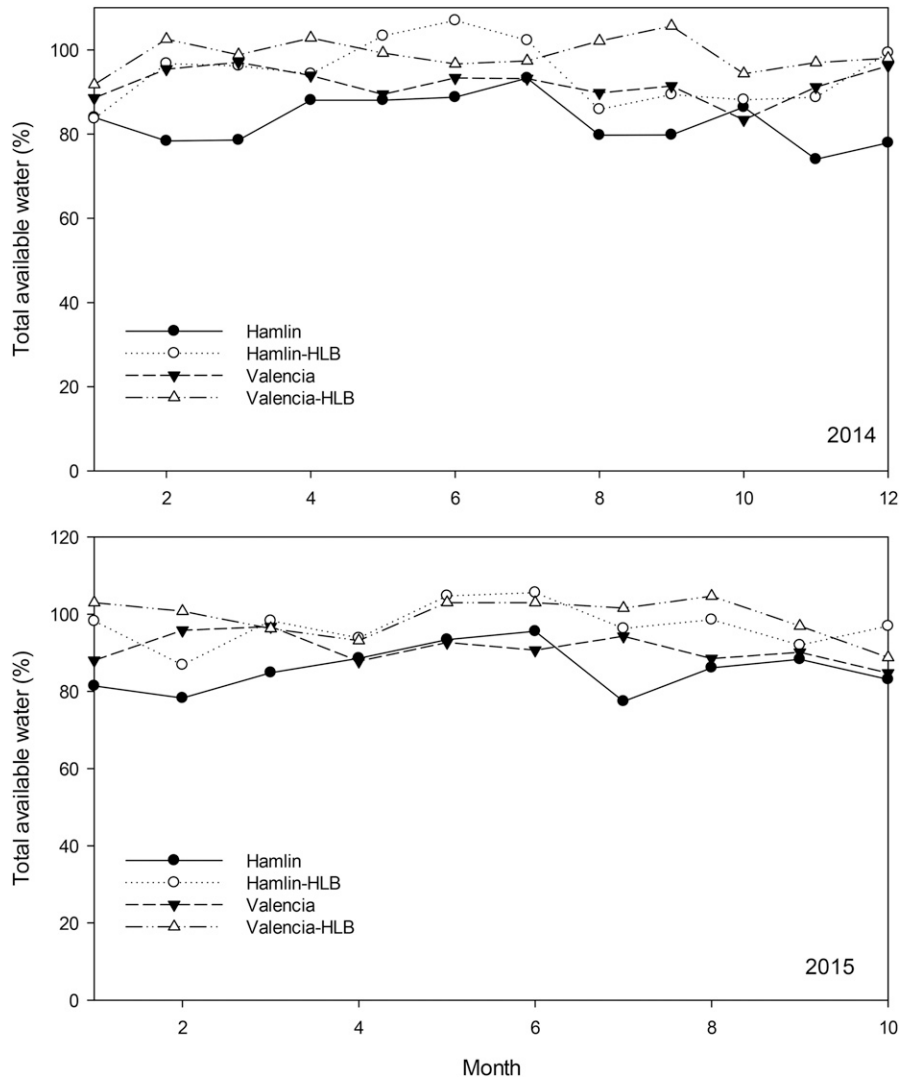 Total available water (%)
100
80
60
40
20
0
Hamlin
Hamlin-HLB
Valencia
Valencia-HLB
2014
2 4 6 8 10 12
Total available water (%)
120
100
80
60
40
20
0
Hamlin
Hamlin-HLB
Valencia
Valencia-HLB
2015
2 4 6 8 10
Month